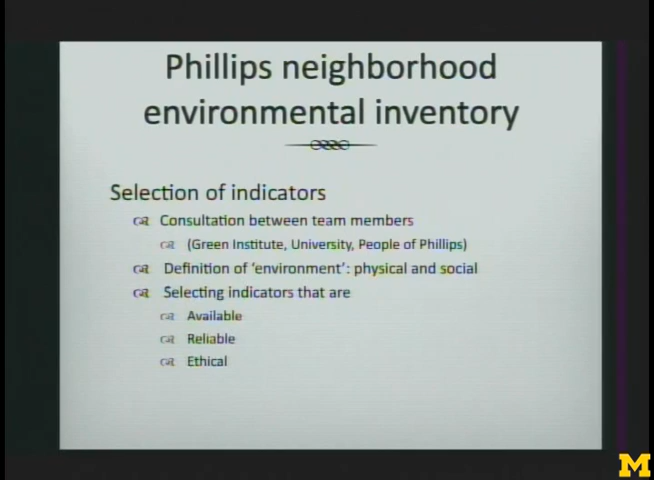 Phillips neighborhood
environmental inventory
Selection of indicators
Consultation between team members
(Green Institute, University, People of Phillips)
Definition of 'environment': physical and social
Selecting indicators that are
Available
Reliable
Ethical
M